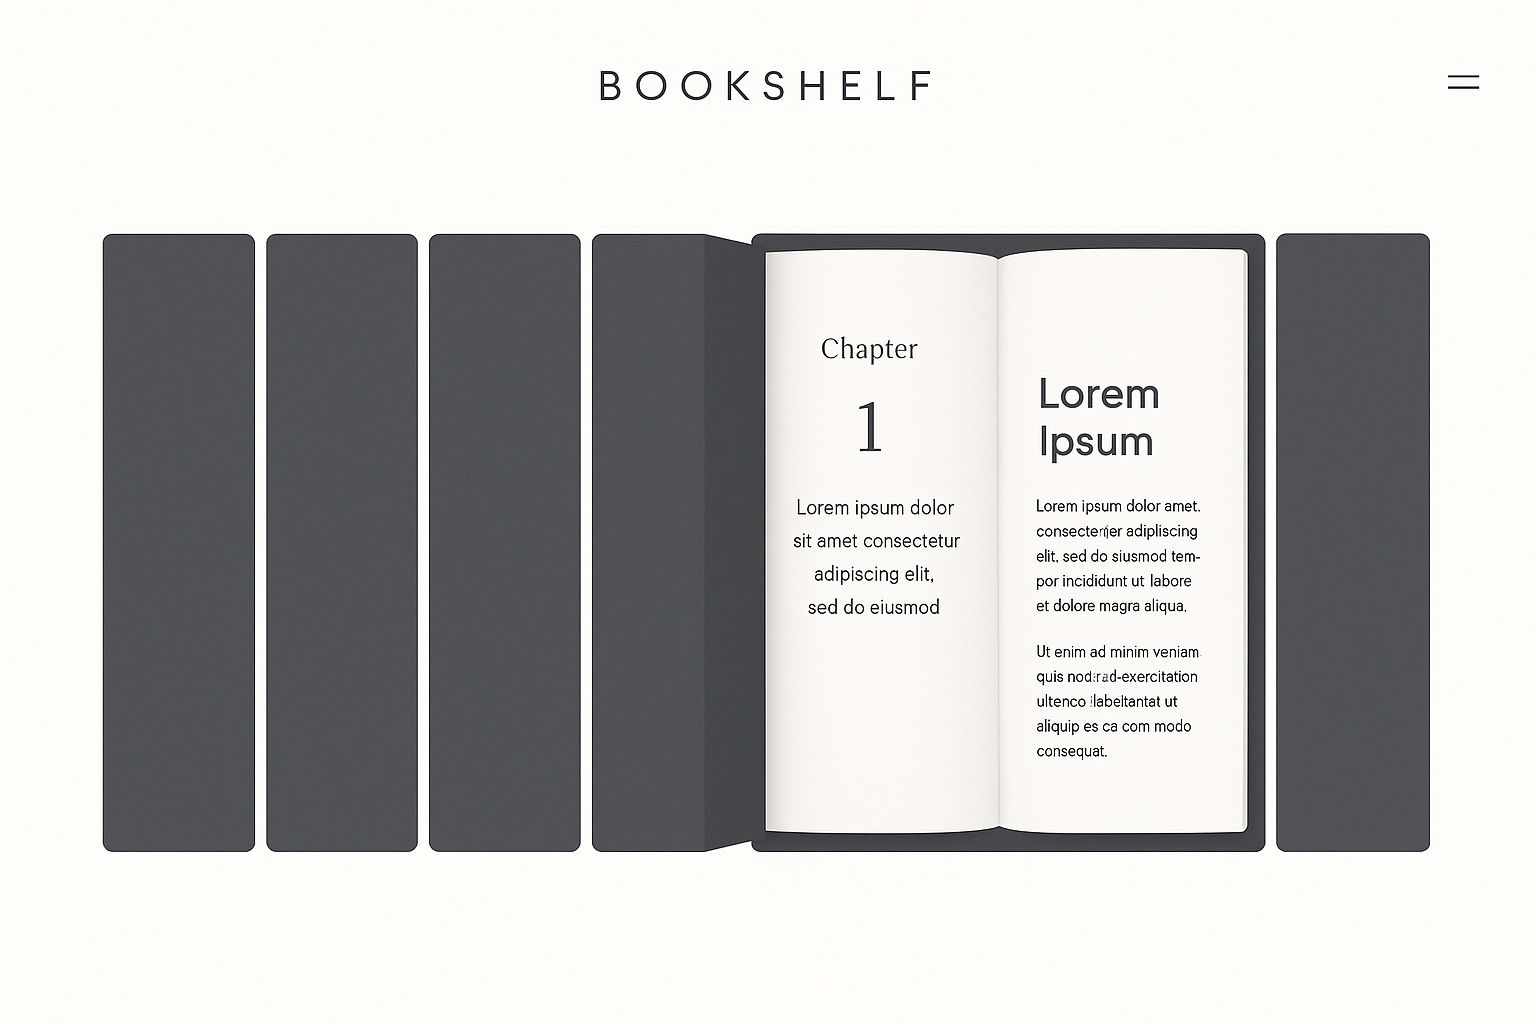 BOOKSHELF
Chapter
1
Lorem ipsum dolor
sit amet consectetur
adipiscing elit,
sed do eiusmod
Lorem
Ipsum
Lorem ipsum dolor amet.
adipliscing
elit, sed do siusmod tem-
por incididunt ut labore
et dolore magra aliqua.
Ut enim ad minim veniam
quis
ultenco
ut
aliquip es ca com modo
consequat.